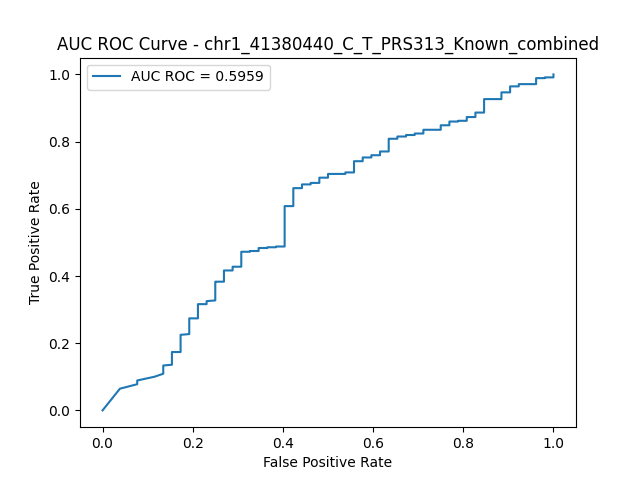 AUC ROC Curve - chr1_41380440_C_T_PRS313_Known_combined
AUC ROC = 0.5959
1.0
0.8
0.6
0.4
0.2
0.0
True Positive Rate
0.0 0.2 0.4 0.6 0.8 1.0
False Positive Rate